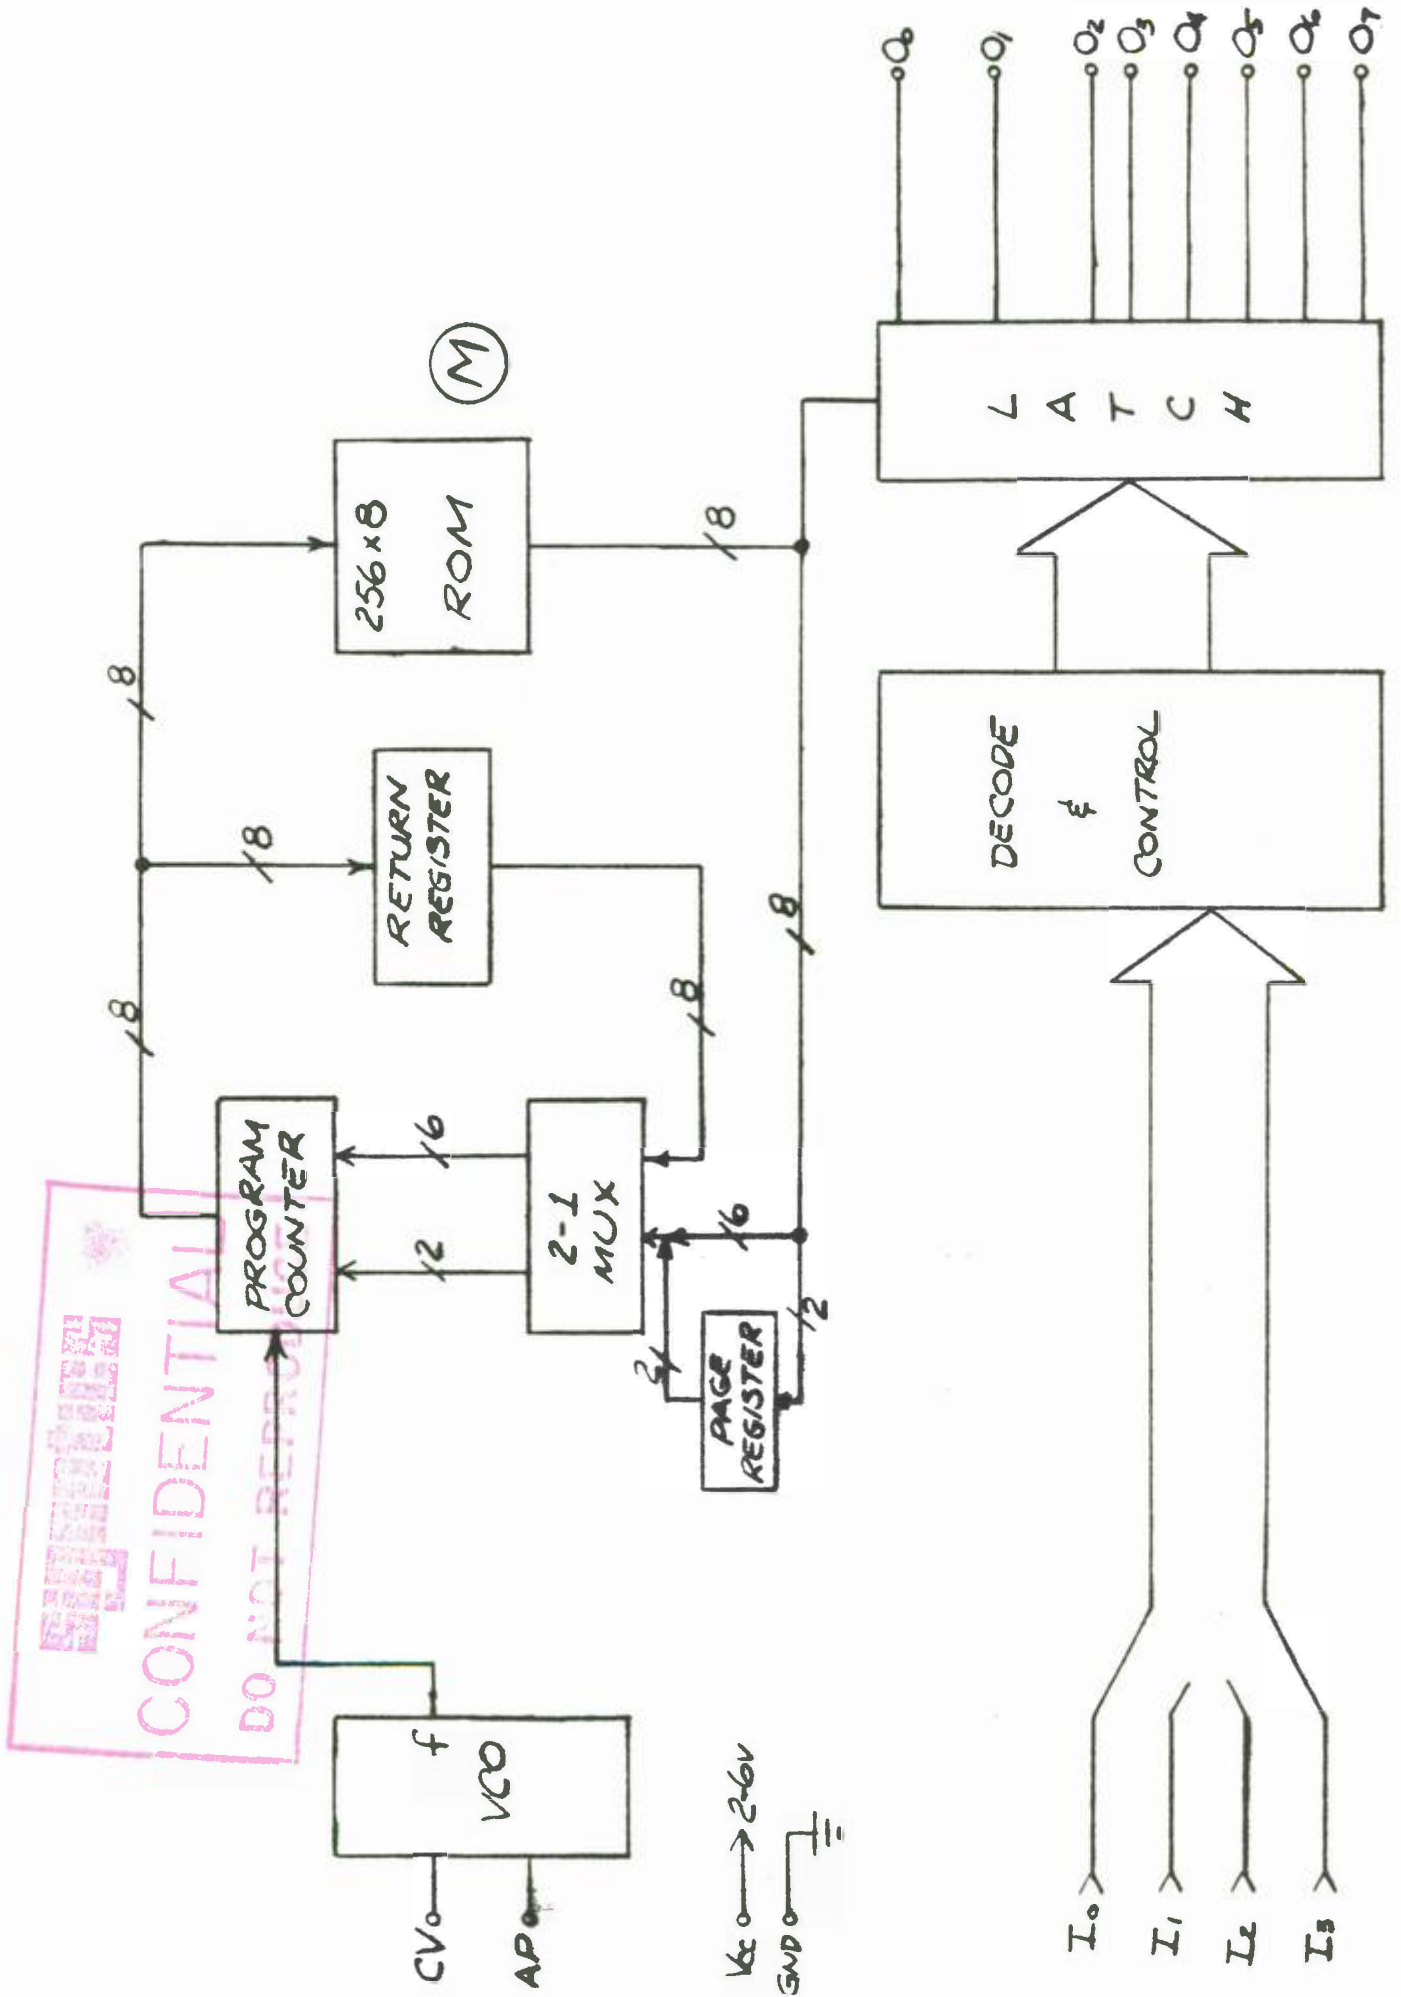 CONFIDENTIAL
DO NOT REPRODUCE
CV
AP
f
VCO
Vcc
2-6V
GND
PROGRAM
COUNTER
8
8
8
RETURN
REGISTER
256x8
ROM
M
2
6
2-1
MUX
8
2
6
PAGE
REGISTER
2
8
8
I0
I1
I2
I3
DECODE
&
CONTROL
LATCH
O0
O1
O2
O3
O4
O5
O6
O7